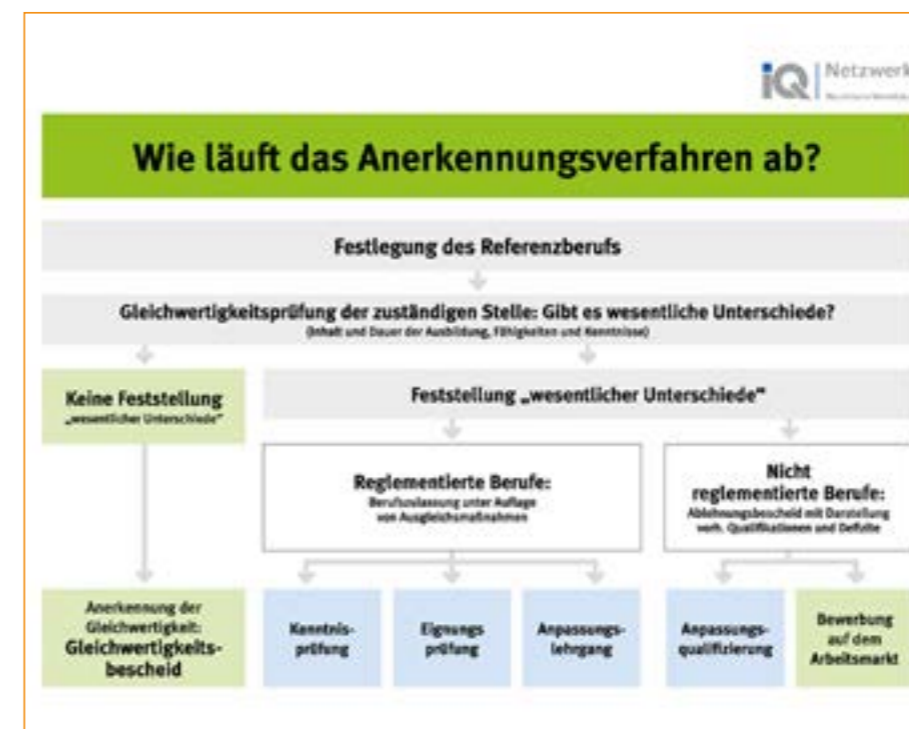 iQ Netzwerk
Wie läuft das Anerkennungsverfahren ab?
Festlegung des Referenzberufs
Gleichwertigkeitsprüfung der zuständigen Stelle: Gibt es wesentliche Unterschiede?
(Inhalt und Dauer der Ausbildung, Fähigkeiten und Kenntnisse)
Keine Feststellung
„wesentlicher Unterschiede“
Feststellung „wesentlicher Unterschiede“
Reglementierte Berufe:
Berufszulassung unter Auflage
von Ausgleichsmaßnahmen
Nicht
reglementierte Berufe:
Ablehnungsbescheid mit Darstellung
vorh. Qualifikationen und Defizite
Anerkennung der
Gleichwertigkeit:
Gleichwertigkeits-
bescheid
Kenntnis-
prüfung
Eignungs
prüfung
Anpassungs-
lehrgang
Anpassungs-
qualifizierung
Bewerbung
auf dem
Arbeitsmarkt